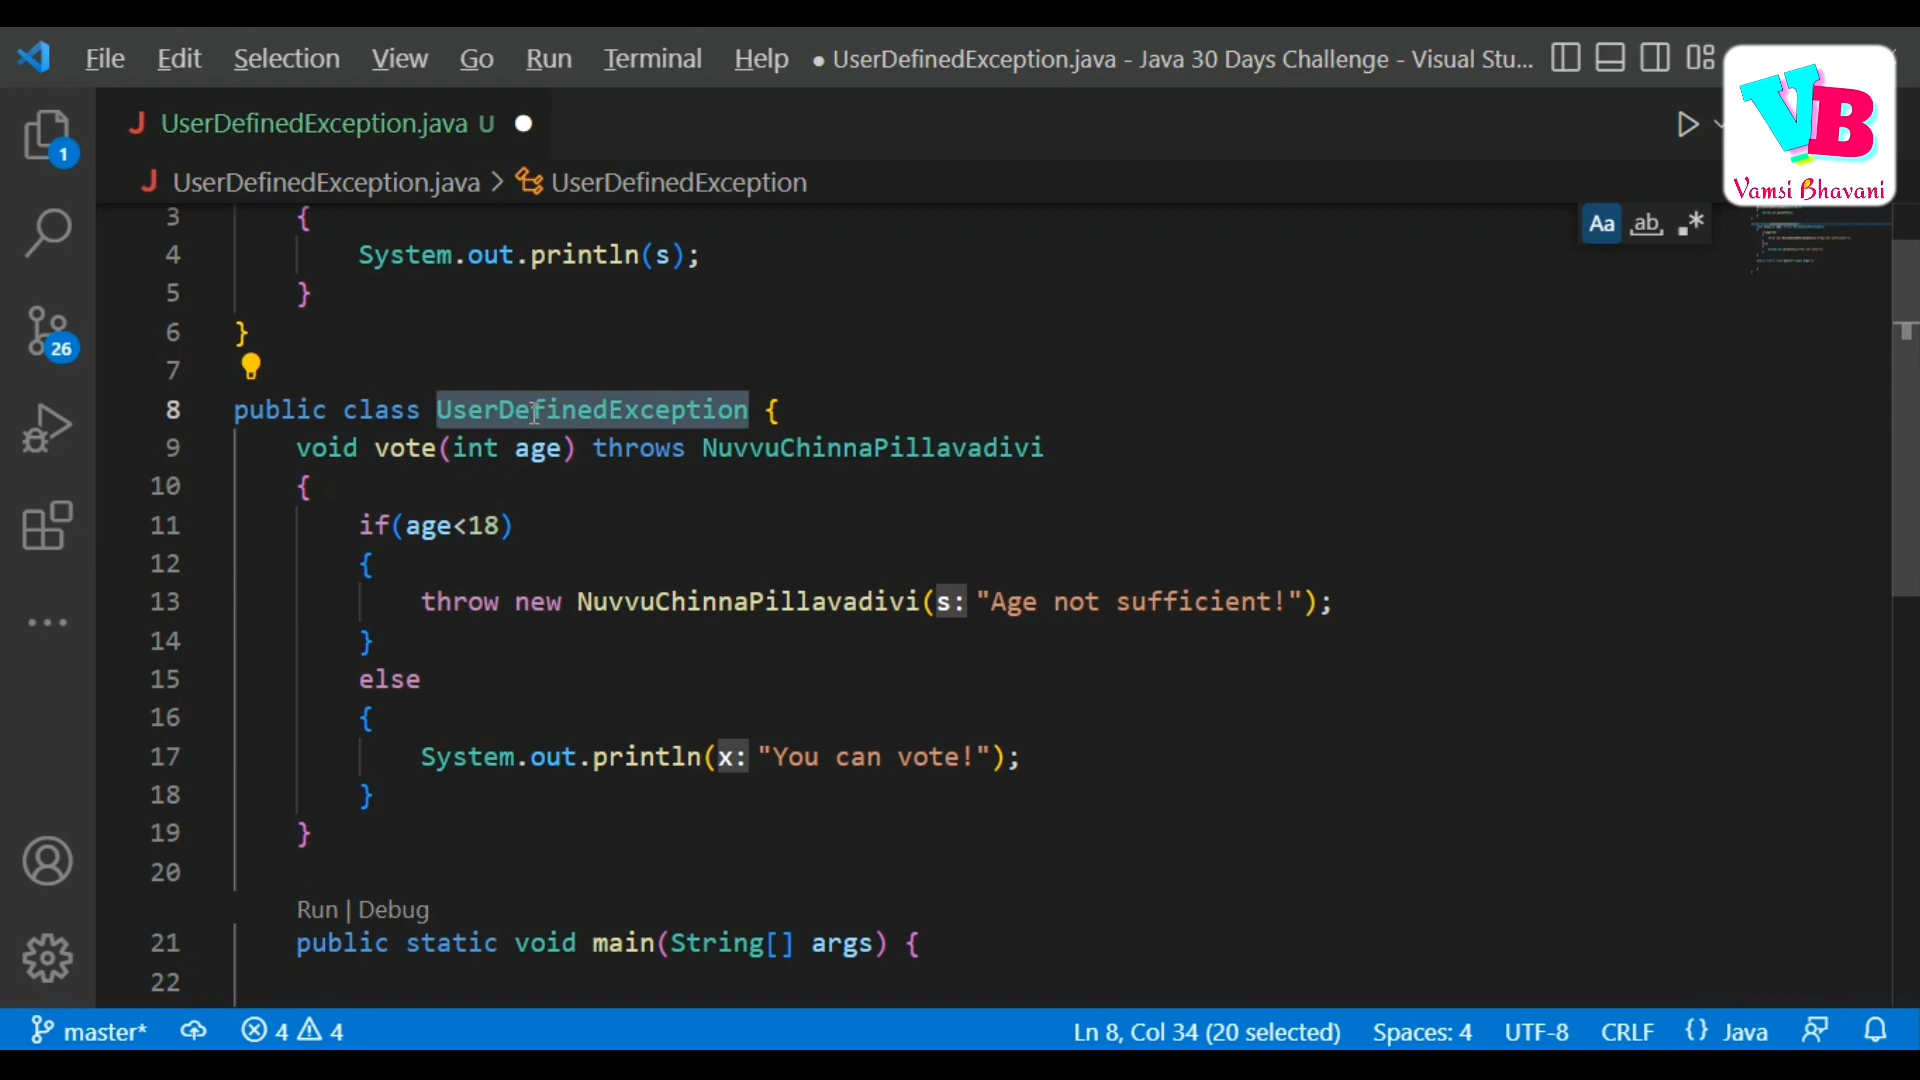 File Edit Selection View Go Run Terminal Help ● UserDefinedException.java - Java 30 Days Challenge - Visual Stu...
VB
Vamsi Bhavani
J UserDefinedException.java U ●
1
J UserDefinedException.java > UserDefinedException
Aa ab .*
3 {
4 System.out.println(s);
5 }
6 }
26
7
8 public class UserDefinedException {
9 void vote(int age) throws NuvvuChinnaPillavadivi
10 {
11 if(age<18)
12 {
13 throw new NuvvuChinnaPillavadivi(s: "Age not sufficient!");
14 }
15 else
16 {
17 System.out.println(x: "You can vote!");
18 }
19 }
20
Run | Debug
21 public static void main(String[] args) {
22
master* 4 4 Ln 8, Col 34 (20 selected) Spaces: 4 UTF-8 CRLF {} Java